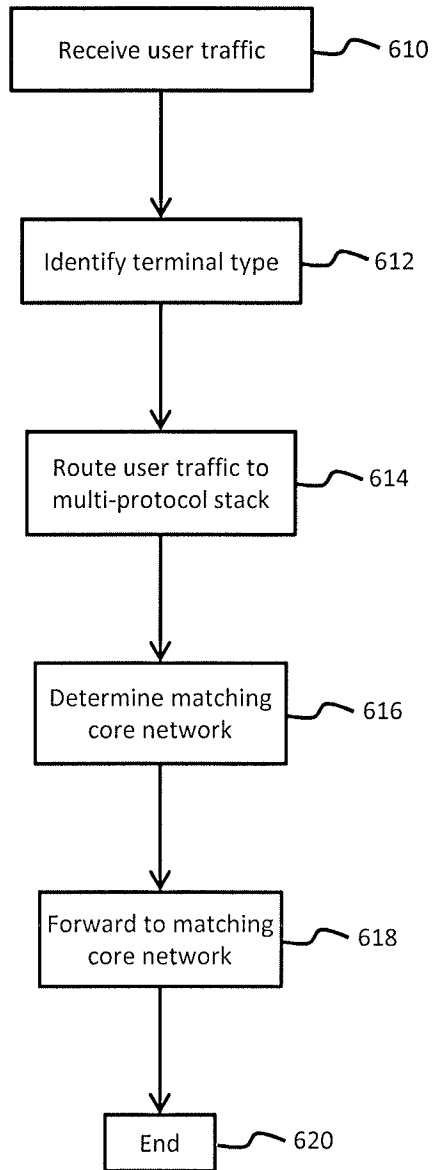 Receive user traffic
610
Identify terminal type
612
Route user traffic to
multi-protocol stack
614
Determine matching
core network
616
Forward to matching
core network
618
End
620